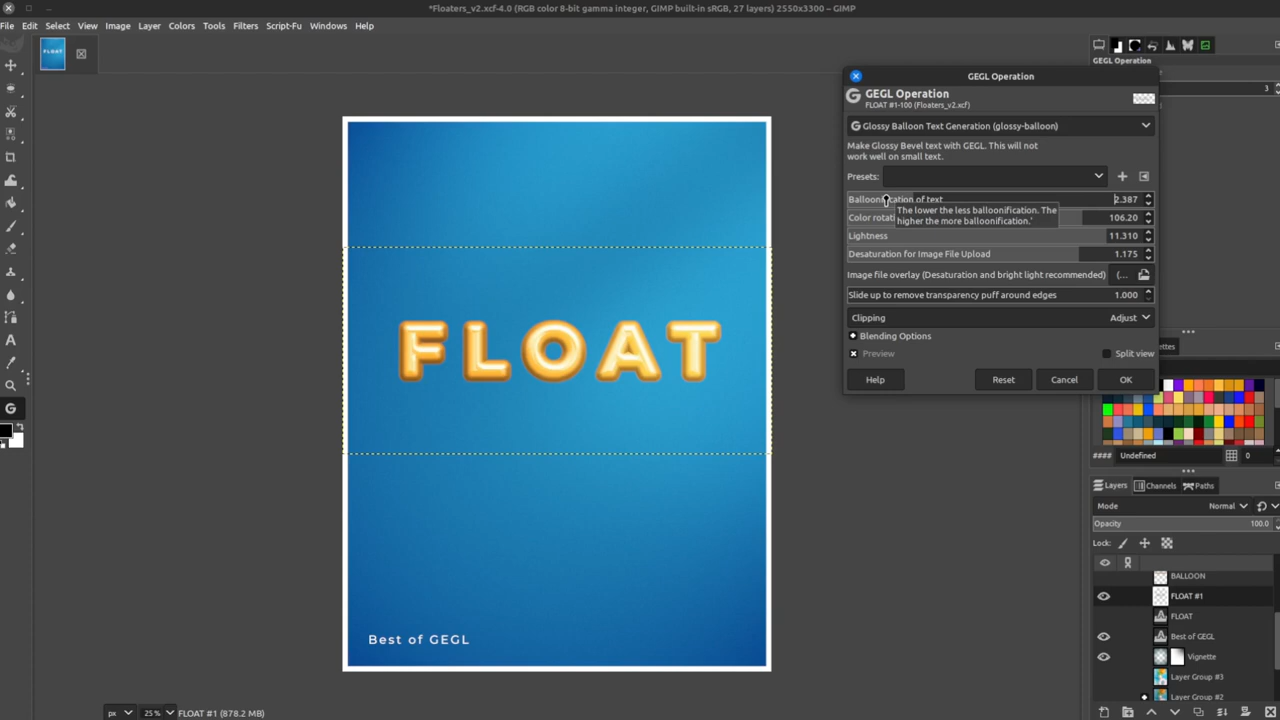 *Floaters_v2.xcf-4.0 (RGB color 8-bit gamma integer, GIMP built-in sRGB, 27 layers) 2550x3300 – GIMP
File Edit Select View Image Layer Colors Tools Filters Script-Fu Windows Help
FLOAT
GEGL Operation
3
GEGL Operation
GEGL Operation
FLOAT #1-100 (Floaters_v2.xcf)
Glossy Balloon Text Generation (glossy-balloon)
Make Glossy Bevel text with GEGL. This will not
work well on small text.
Presets:
of text 2.387
The lower the less balloonification. The
higher the more balloonification.'
106.20
Lightness 11.310
Desaturation for Image File Upload 1.175
Image file overlay (Desaturation and bright light recommended) (...
Slide up to remove transparency puff around edges 1.000
Clipping Adjust
Blending Options
Preview Split view
Help Reset Cancel OK
FLOAT
#### Undefined 0
Layers Channels Paths
Mode Normal
Opacity 100.0
Lock:
BALLOON
FLOAT #1
FLOAT
Best of GEGL
Vignette
Layer Group #3
Layer Group #2
Best of GEGL
px 25 % FLOAT #1 (878.2 MB)